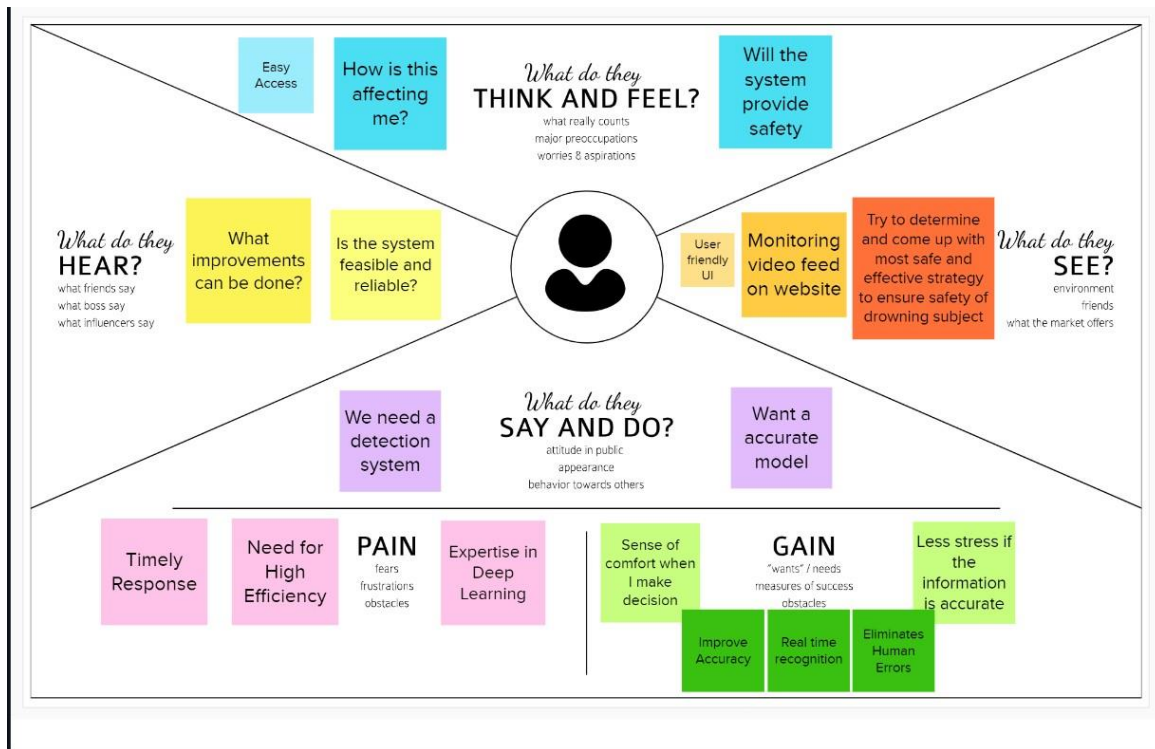 Easy
Access
How is this
affecting
me?
What do they
THINK AND FEEL?
what really counts
major preoccupations
worries & aspirations
Will the
system
provide
safety
What do they
HEAR?
what friends say
what boss say
what influencers say
What
improvements
can be done?
Is the system
feasible and
reliable?
User
friendly
UI
Monitoring
video feed
on website
Try to determine
and come up with
most safe and
effective strategy
to ensure safety of
drowning subject
What do they
SEE?
environment
friends
what the market offers
We need a
detection
system
What do they
SAY AND DO?
attitude in public
appearance
behavior towards others
Want a
accurate
model
Timely
Response
Need for
High
Efficiency
PAIN
fears
frustrations
obstacles
Expertise in
Deep
Learning
Sense of
comfort when
I make
decision
GAIN
"wants" / needs
measures of success
obstacles
Less stress if
the
information
is accurate
Improve
Accuracy
Real time
recognition
Eliminates
Human
Errors